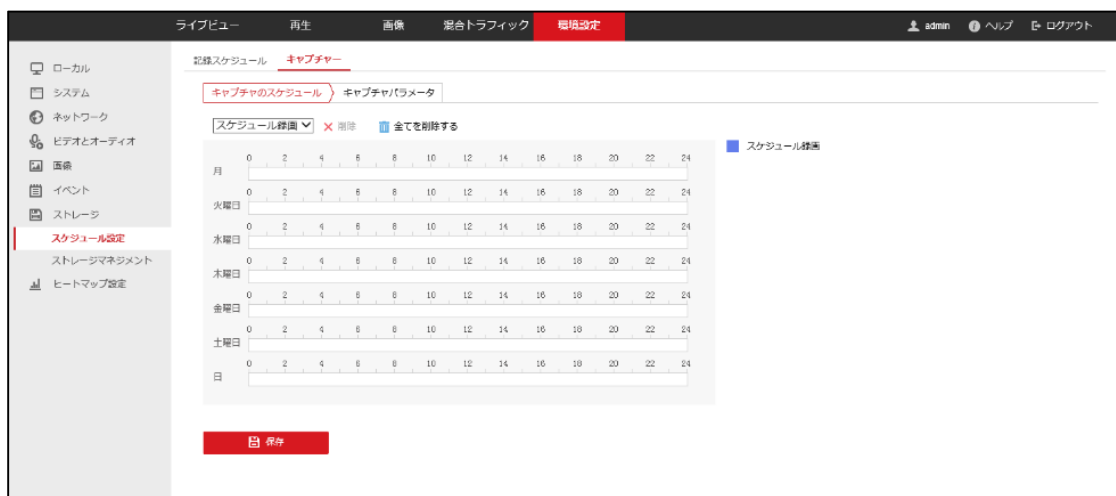 ライブビュー 再生 画像 混合トラフィック 環境設定 admin ヘルプ ログアウト
ローカル
システム
ネットワーク
ビデオとオーディオ
画像
イベント
ストレージ
スケジュール設定
ストレージマネジメント
ヒートマップ設定
記録スケジュール キャプチャー
キャプチャのスケジュール キャプチャパラメータ
スケジュール録画 削除 全てを削除する
スケジュール録画
0 2 4 6 8 10 12 14 16 18 20 22 24
月
0 2 4 6 8 10 12 14 16 18 20 22 24
火曜日
0 2 4 6 8 10 12 14 16 18 20 22 24
水曜日
0 2 4 6 8 10 12 14 16 18 20 22 24
木曜日
0 2 4 6 8 10 12 14 16 18 20 22 24
金曜日
0 2 4 6 8 10 12 14 16 18 20 22 24
土曜日
0 2 4 6 8 10 12 14 16 18 20 22 24
日
保存